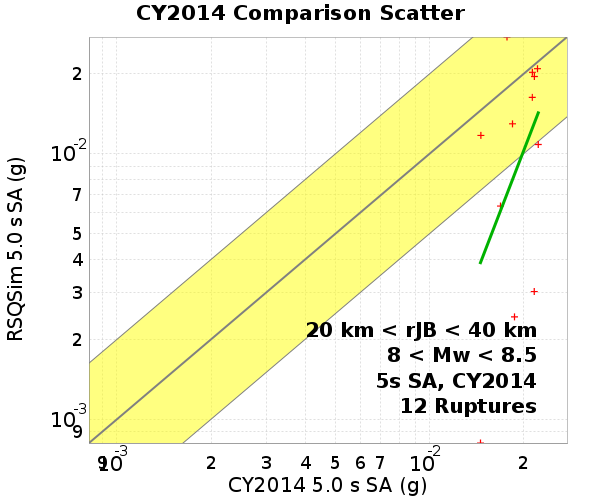 CY2014 Comparison Scatter
RSQSim 5.0 s SA (g)
2
10-2
7
5
4
3
2
10-3
9
20 km < rJB < 40 km
8 < Mw < 8.5
5s SA, CY2014
12 Ruptures
9 10-3 2 3 4 5 6 7 10-2 2
CY2014 5.0 s SA (g)